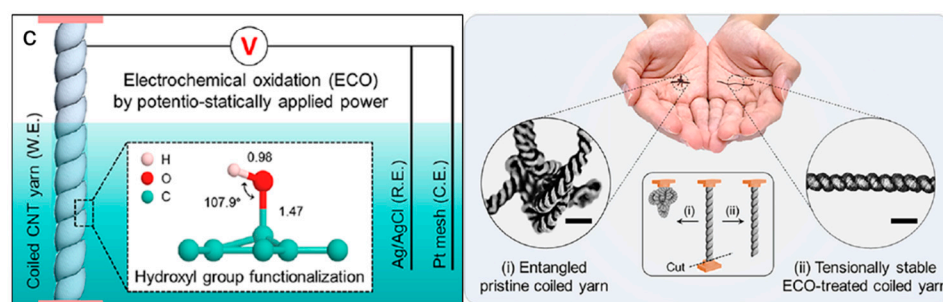 C
V
Electrochemical oxidation (ECO)
by potentio-statically applied power
Coiled CNT yarn (W.E.)
H
O
C
0.98
107.9°
1.47
Hydroxyl group functionalization
Ag/AgCl (R.E.)
Pt mesh (C.E.)
(i)
(ii)
Cut
(i) Entangled
pristine coiled yarn
(ii) Tensionally stable
ECO-treated coiled yarn